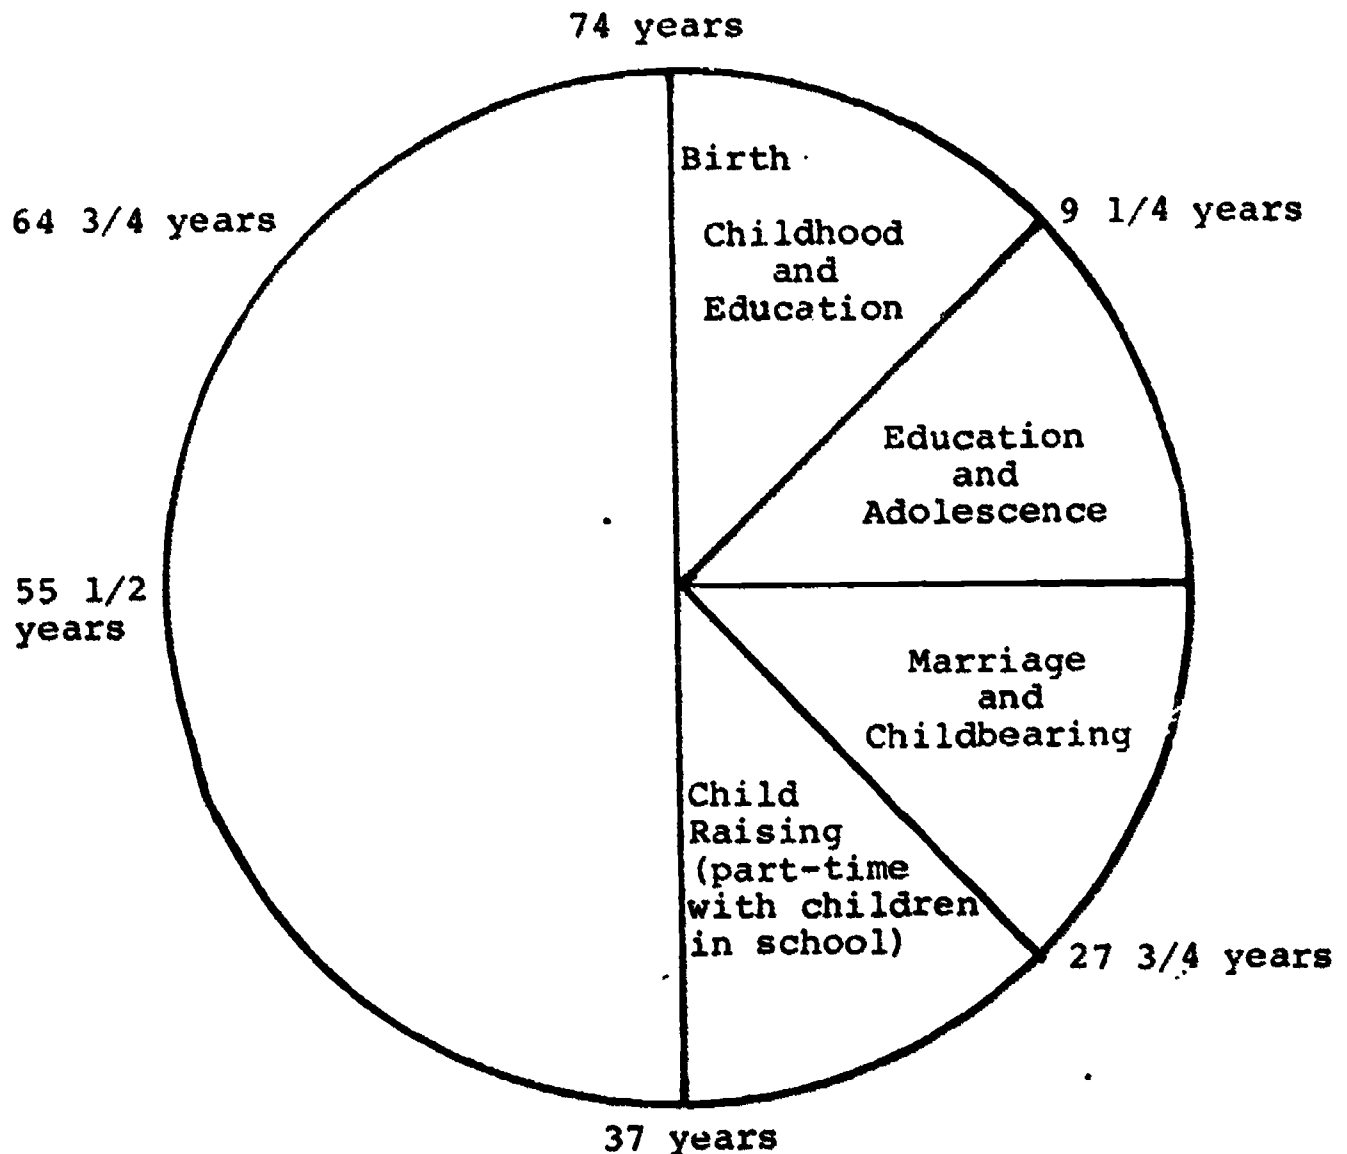 74 years
Birth
9 1/4 years
64 3/4 years
Childhood
and
Education
Education
and
Adolescence
55 1/2
years
Marriage
and
Childbearing
Child
Raising
(part-time
with children
in school)
27 3/4 years
37 years